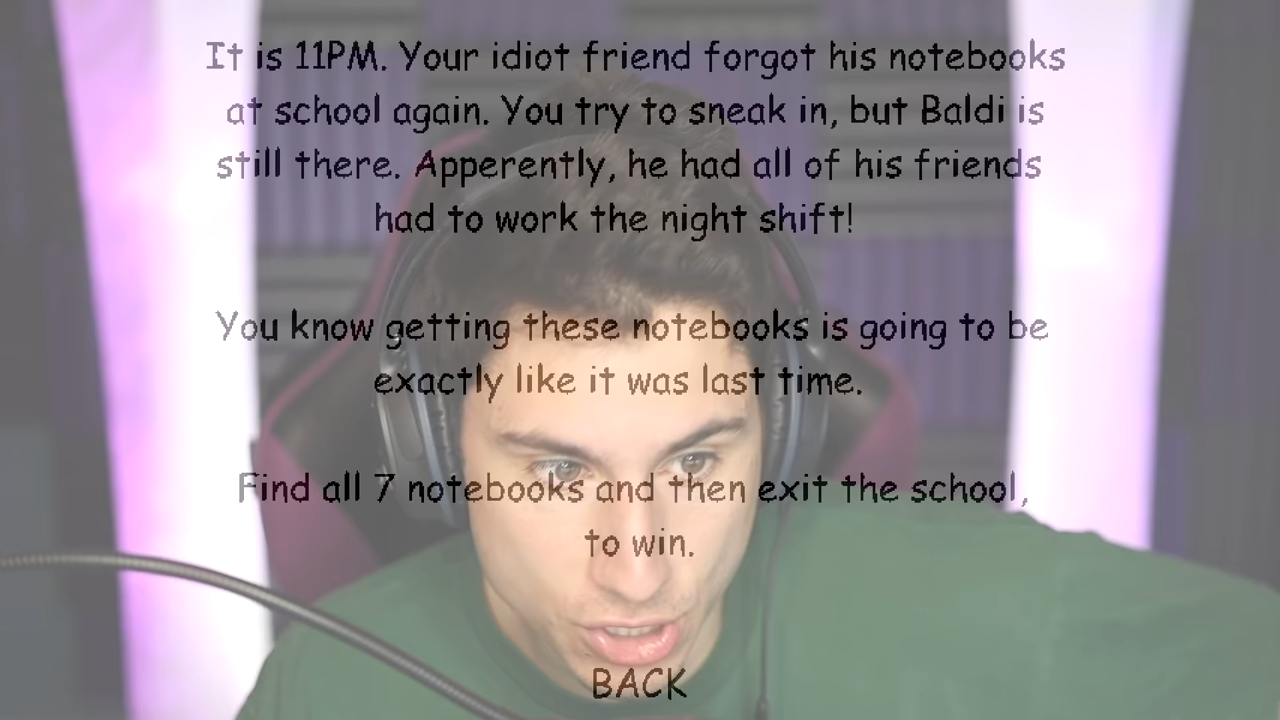 It is 11PM. Your idiot friend forgot his notebooks
at school again. You try to sneak in, but Baldi is
still there. Apperently, he had all of his friends
had to work the night shift!
You know getting these notebooks is going to be
exactly like it was last time.
Find all 7 notebooks and then exit the school,
to win.
BACK